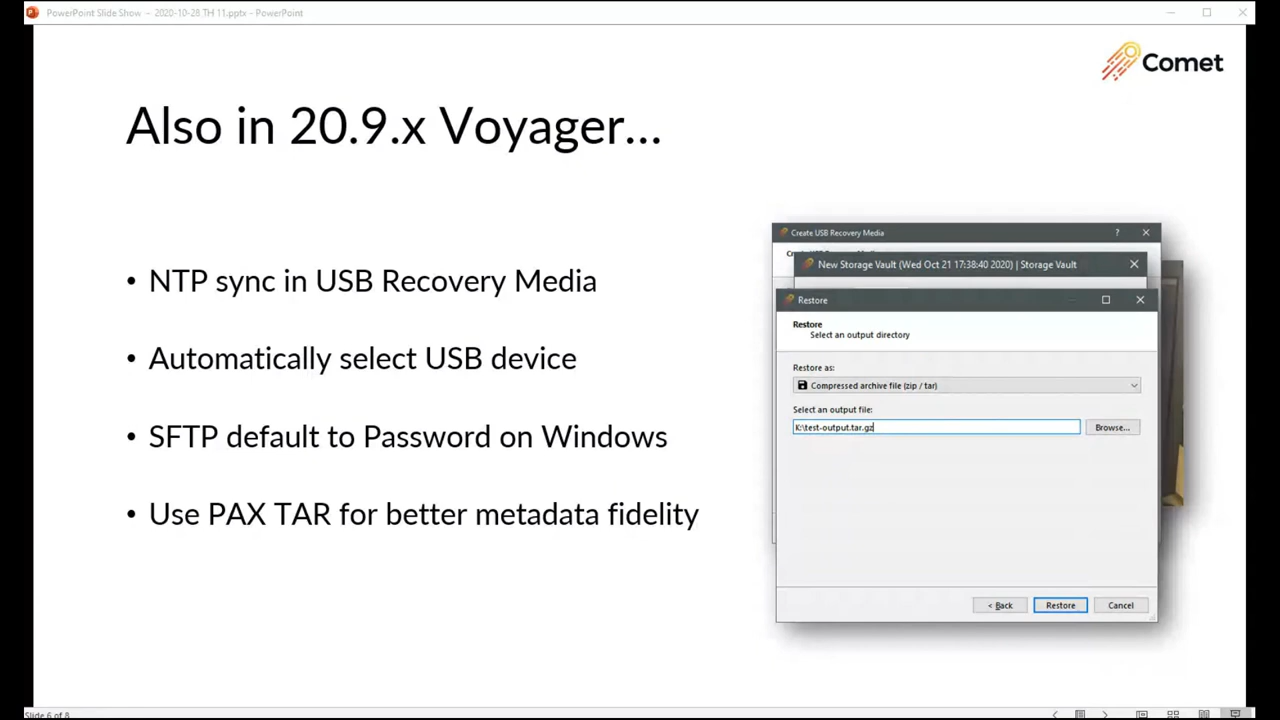 PowerPoint Slide Show - 2020-10-28 TH 11.pptx - PowerPoint
Comet
Also in 20.9.x Voyager...
• NTP sync in USB Recovery Media
• Automatically select USB device
• SFTP default to Password on Windows
• Use PAX TAR for better metadata fidelity
Create USB Recovery Media
New Storage Vault (Wed Oct 21 17:38:40 2020) | Storage Vault
Restore
Restore
Select an output directory
Restore as:
Compressed archive file (zip / tar)
Select an output file:
K:\test-output.tar.gz
Browse...
< Back
Restore
Cancel
Slide 6 of 8